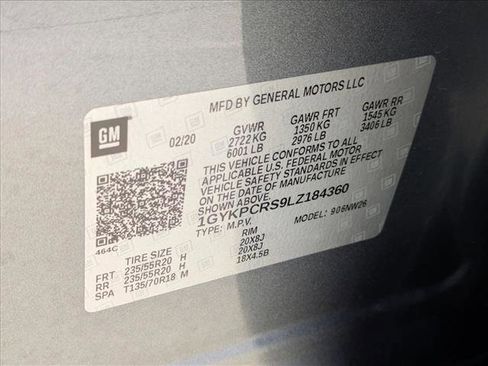 MFD BY GENERAL MOTORS LLC
GM
02/20 GVWR GAWR FRT GAWR RR
2722 KG 1350 KG 1545 KG
6001 LB 2976 LB 3406 LB
THIS VEHICLE CONFORMS TO ALL
APPLICABLE U.S. FEDERAL MOTOR
VEHICLE SAFETY STANDARDS IN EFFECT
ON THE DATE OF MANUFACTURE
SHOWN ABOVE.
1GYKPCRS9LZ184360
TYPE: M.P.V. MODEL: 906NW26
464C
TIRE SIZE RIM
FRT 235/55R20 H 20X8J
RR 235/55R20 H 20X8J
SPA T135/70R18 M 18X4.5B